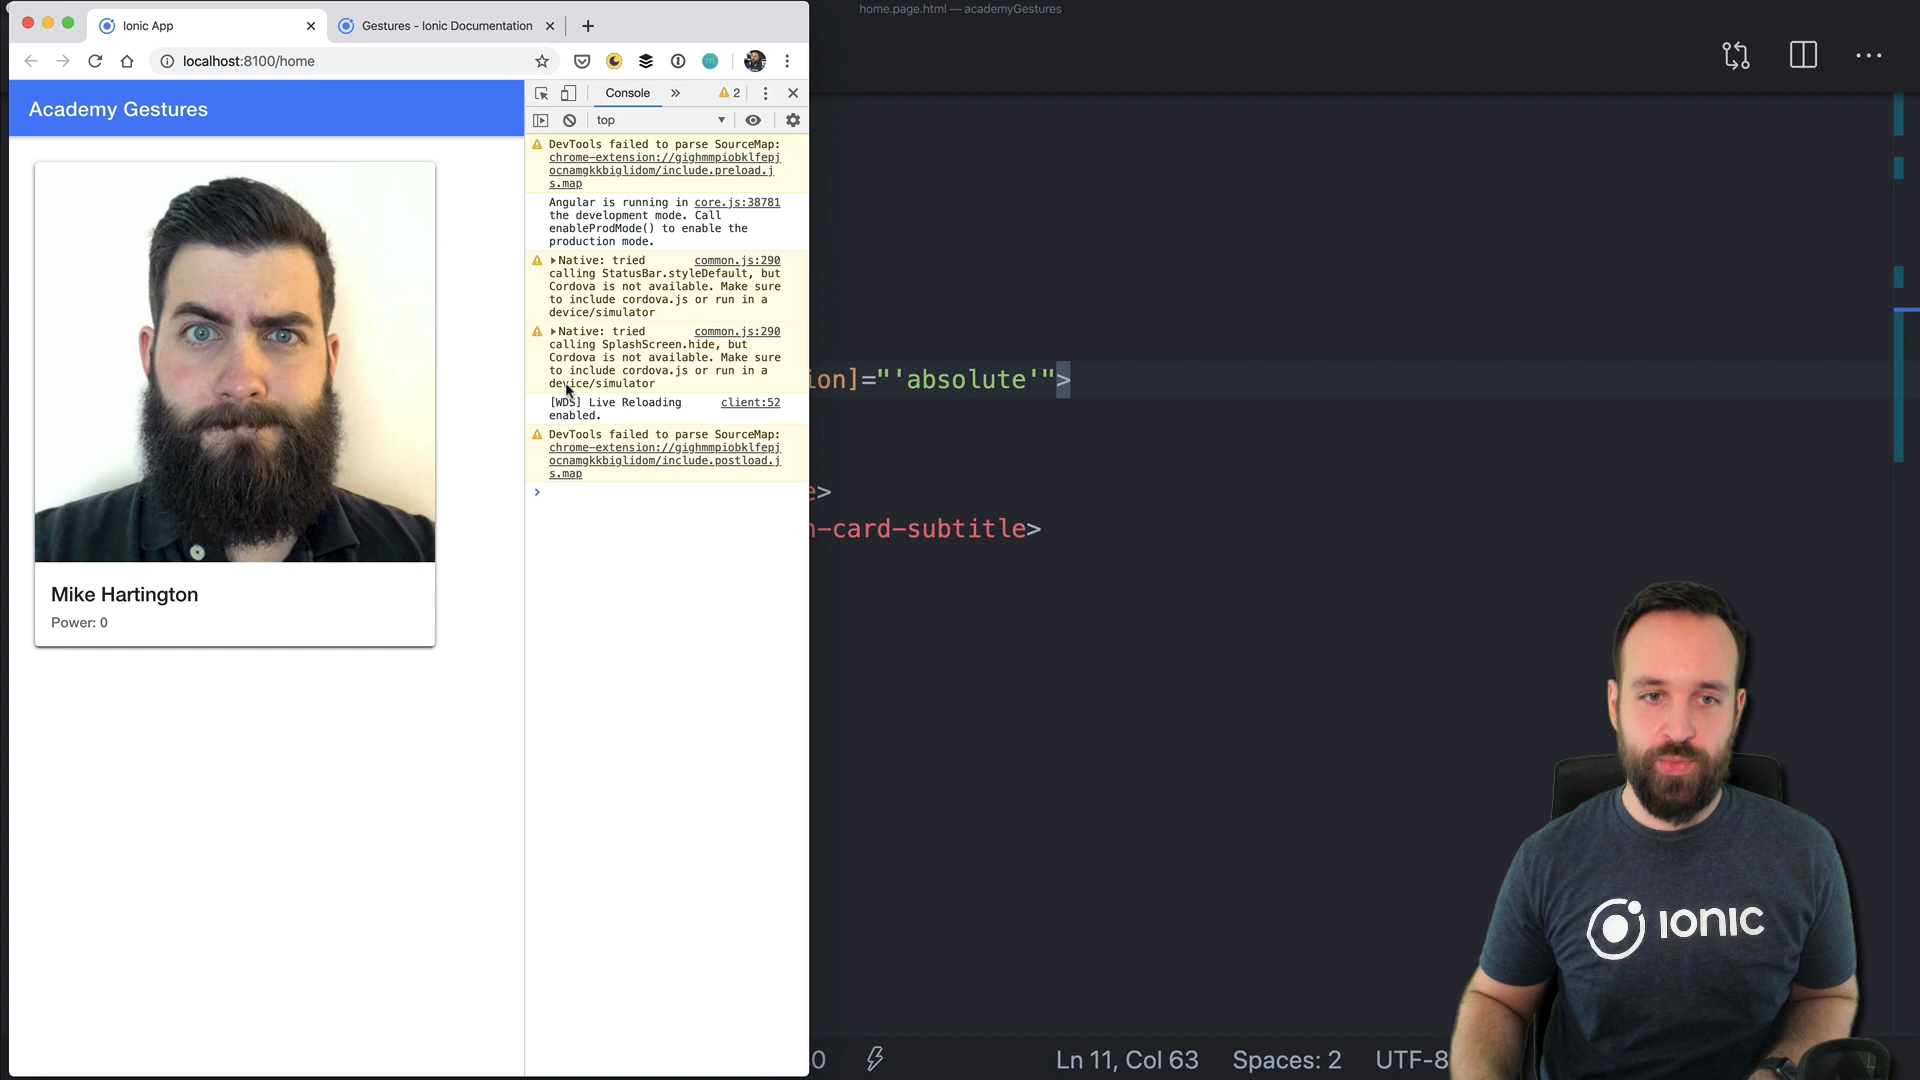 home.page.html — academyGestures
Ionic App
Gestures - Ionic Documentation
localhost:8100/home
Academy Gestures
Console
2
top
DevTools failed to parse SourceMap:
chrome-extension://gighmmpiobklfepj
ocnamgkkbiglidom/include.preload.j
s.map
Angular is running in core.js:38781
the development mode. Call
enableProdMode() to enable the
production mode.
Native: tried common.js:290
calling StatusBar.styleDefault, but
Cordova is not available. Make sure
to include cordova.js or run in a
device/simulator
Native: tried common.js:290
calling SplashScreen.hide, but
Cordova is not available. Make sure
to include cordova.js or run in a
device/simulator
[WDS] Live Reloading client:52
enabled.
DevTools failed to parse SourceMap:
chrome-extension://gighmmpiobklfepj
ocnamgkkbiglidom/include.postload.j
s.map
Mike Hartington
Power: 0
ion]="'absolute'">
e>
n-card-subtitle>
IONIC
0
Ln 11, Col 63 Spaces: 2 UTF-8